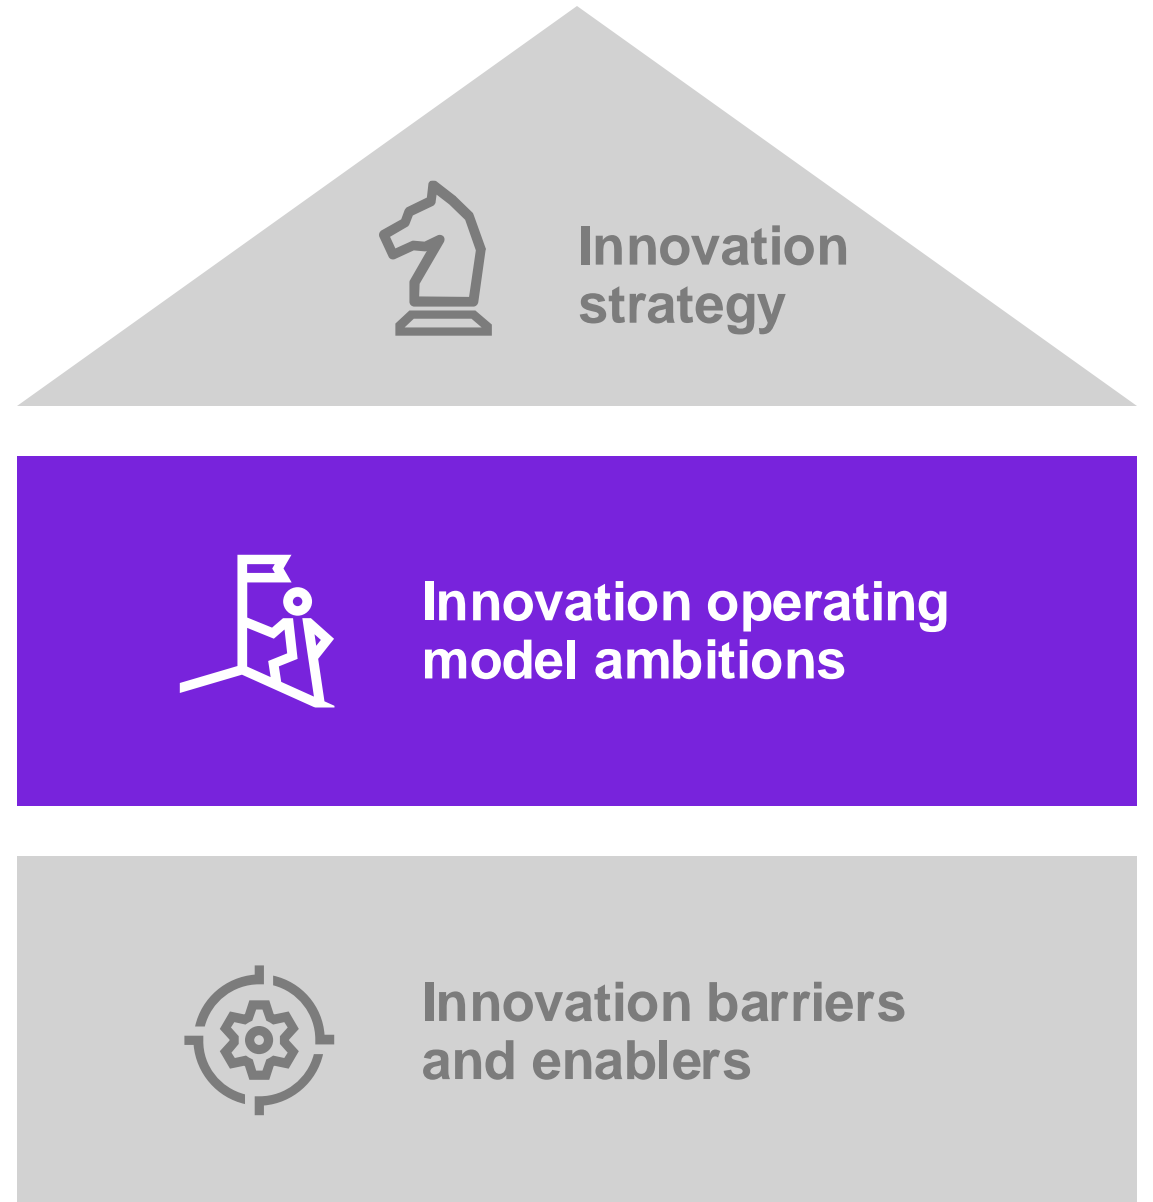 Innovation
strategy
Innovation operating
model ambitions
Innovation barriers
and enablers